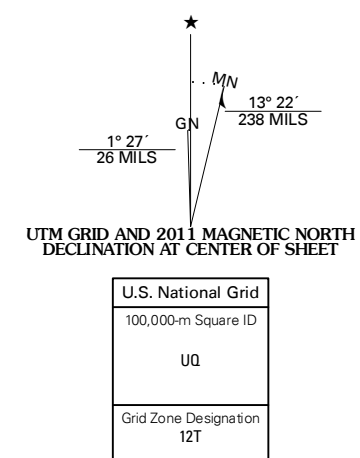 ★
MN
13° 22´
238 MILS
GN
1° 27´
26 MILS
UTM GRID AND 2011 MAGNETIC NORTH
DECLINATION AT CENTER OF SHEET
U.S. National Grid
100,000-m Square ID
UQ
Grid Zone Designation
12T